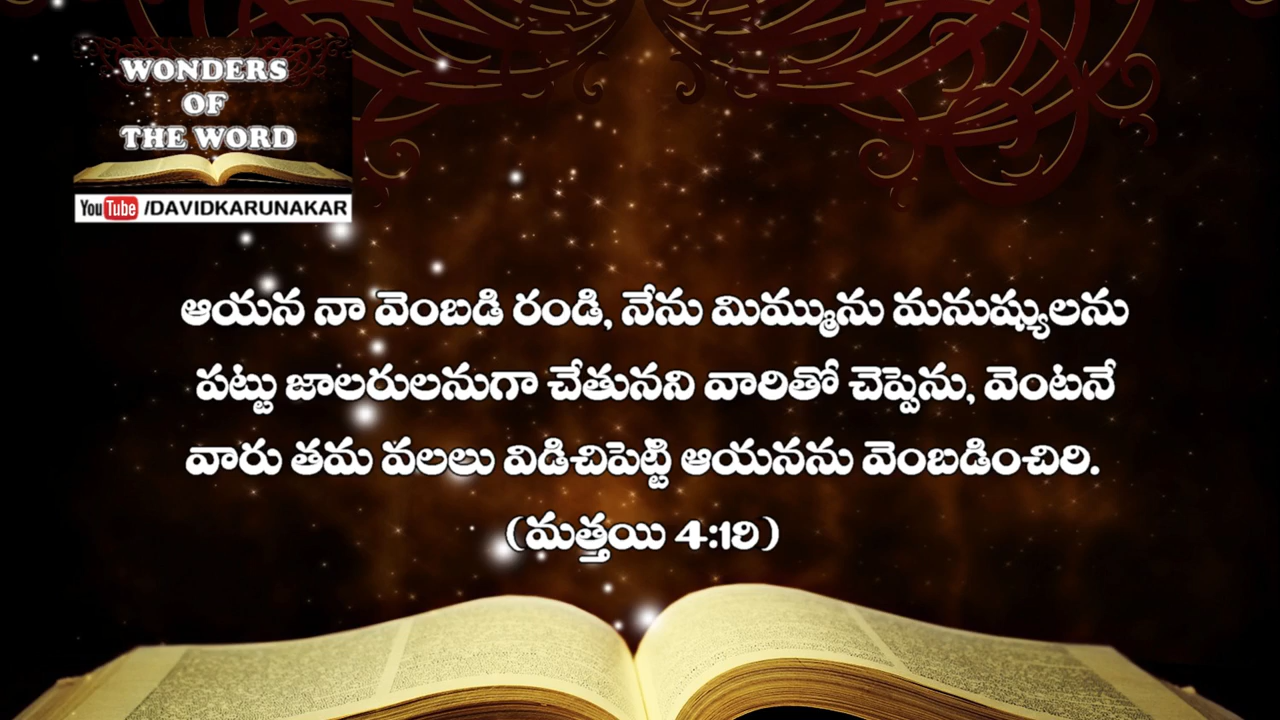 WONDERS
OF
THE WORD
YouTube /DAVIDKARUNAKAR
ఆయన నా వెంబడి రండి, నేను మిమ్మును మనుష్యులను
పట్టు జాలరులనుగా చేతునని వారితో చెప్పెను, వెంటనే
వారు తమ వలలు విడిచిపెట్టి ఆయనను వెంబడించిరి.
(మత్తయి 4:19)